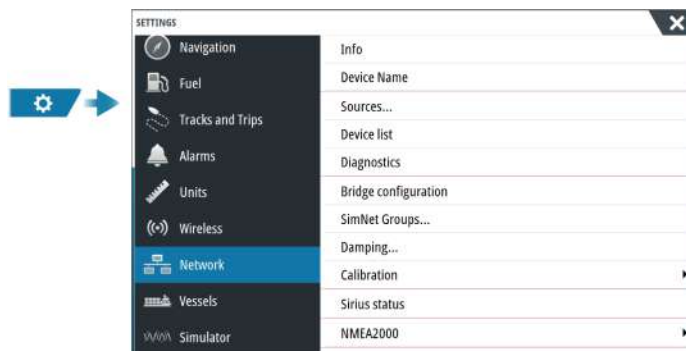 SETTINGS
Navigation
Fuel
Tracks and Trips
Alarms
Units
Wireless
Network
Vessels
Simulator
Info
Device Name
Sources...
Device list
Diagnostics
Bridge configuration
SimNet Groups...
Damping...
Calibration
Sirius status
NMEA2000